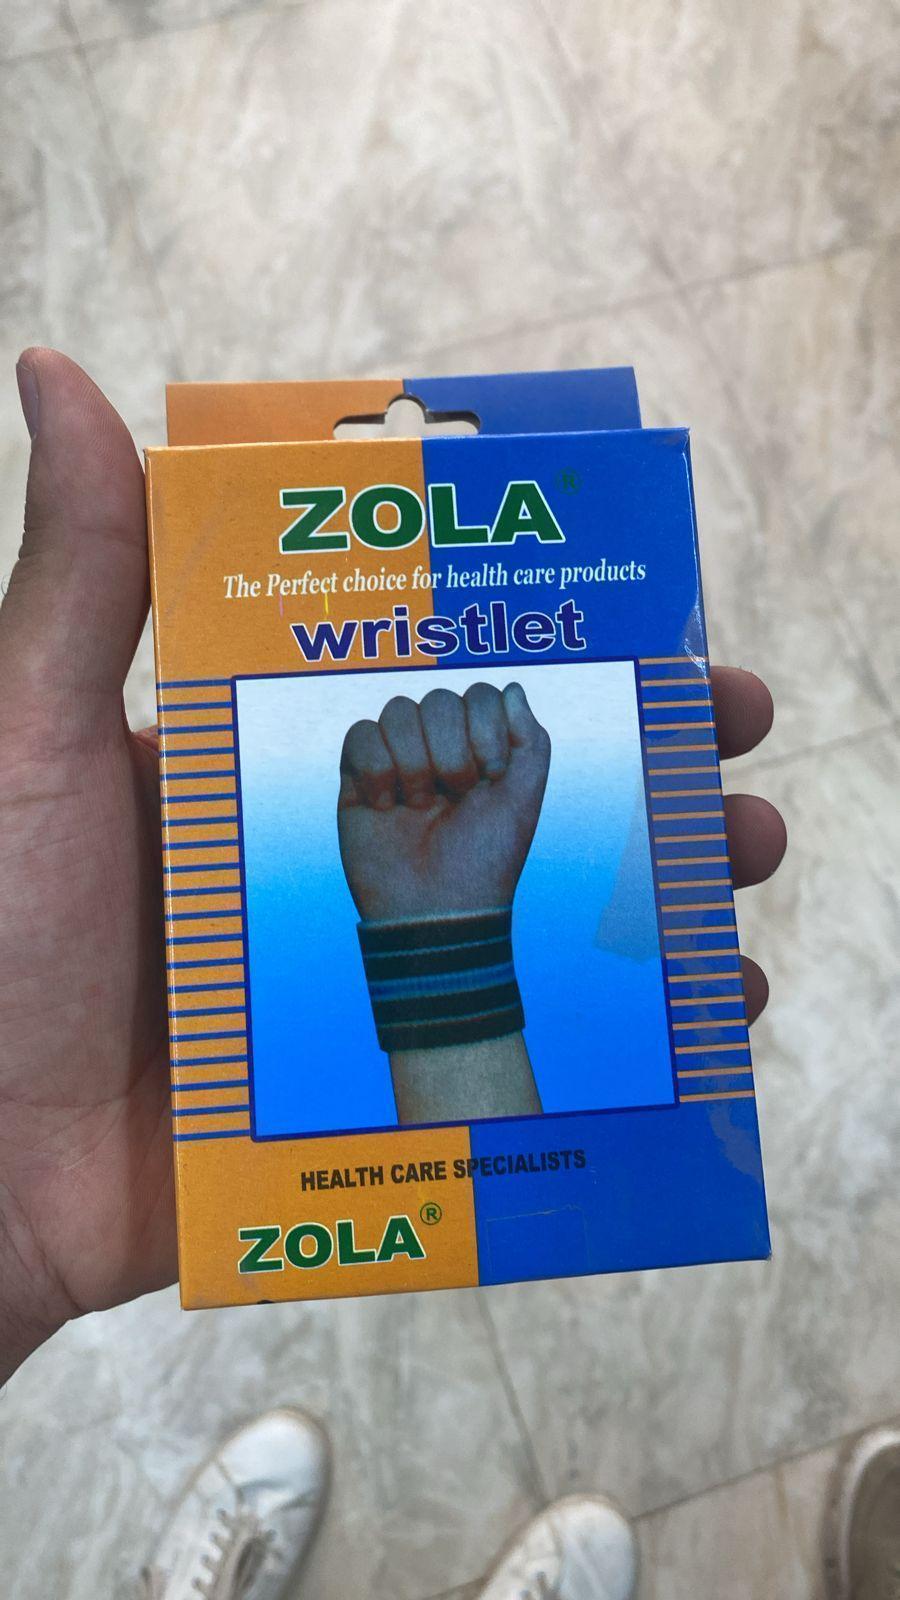 ZOLA®
The Perfect choice for health care products
wristlet
HEALTH CARE SPECIALISTS
ZOLA®